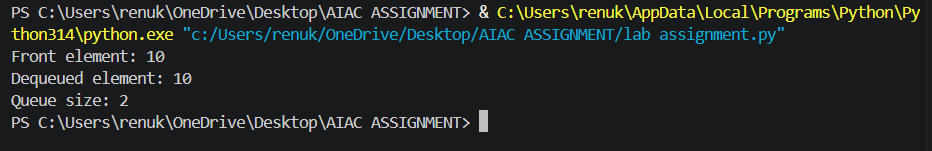 PS C:\Users\renuk\OneDrive\Desktop\AIAC ASSIGNMENT> & C:\Users\renuk\AppData\Local\Programs\Python\Py
thon314\python.exe "c:/Users/renuk/OneDrive/Desktop/AIAC ASSIGNMENT/lab assignment.py"
Front element: 10
Dequeued element: 10
Queue size: 2
PS C:\Users\renuk\OneDrive\Desktop\AIAC ASSIGNMENT>